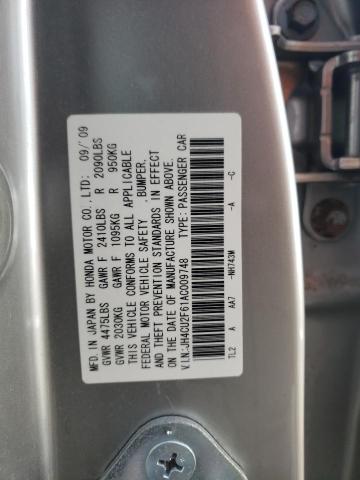 MFD. IN JAPAN BY HONDA MOTOR CO.,LTD: 09/'09
GVWR 4475LBS GAWR F 2410LBS R 2090LBS
GVWR 2030KG GAWR F 1095KG R 950KG
THIS VEHICLE CONFORMS TO ALL APPLICABLE
FEDERAL MOTOR VEHICLE SAFETY ,BUMPER,
AND THEFT PREVENTION STANDARDS IN EFFECT
ON THE DATE OF MANUFACTURE SHOWN ABOVE.
V.I.N.:JH4CU2F61AC009748 TYPE: PASSENGER CAR
TL2 A AA7 -NH743M -A -C